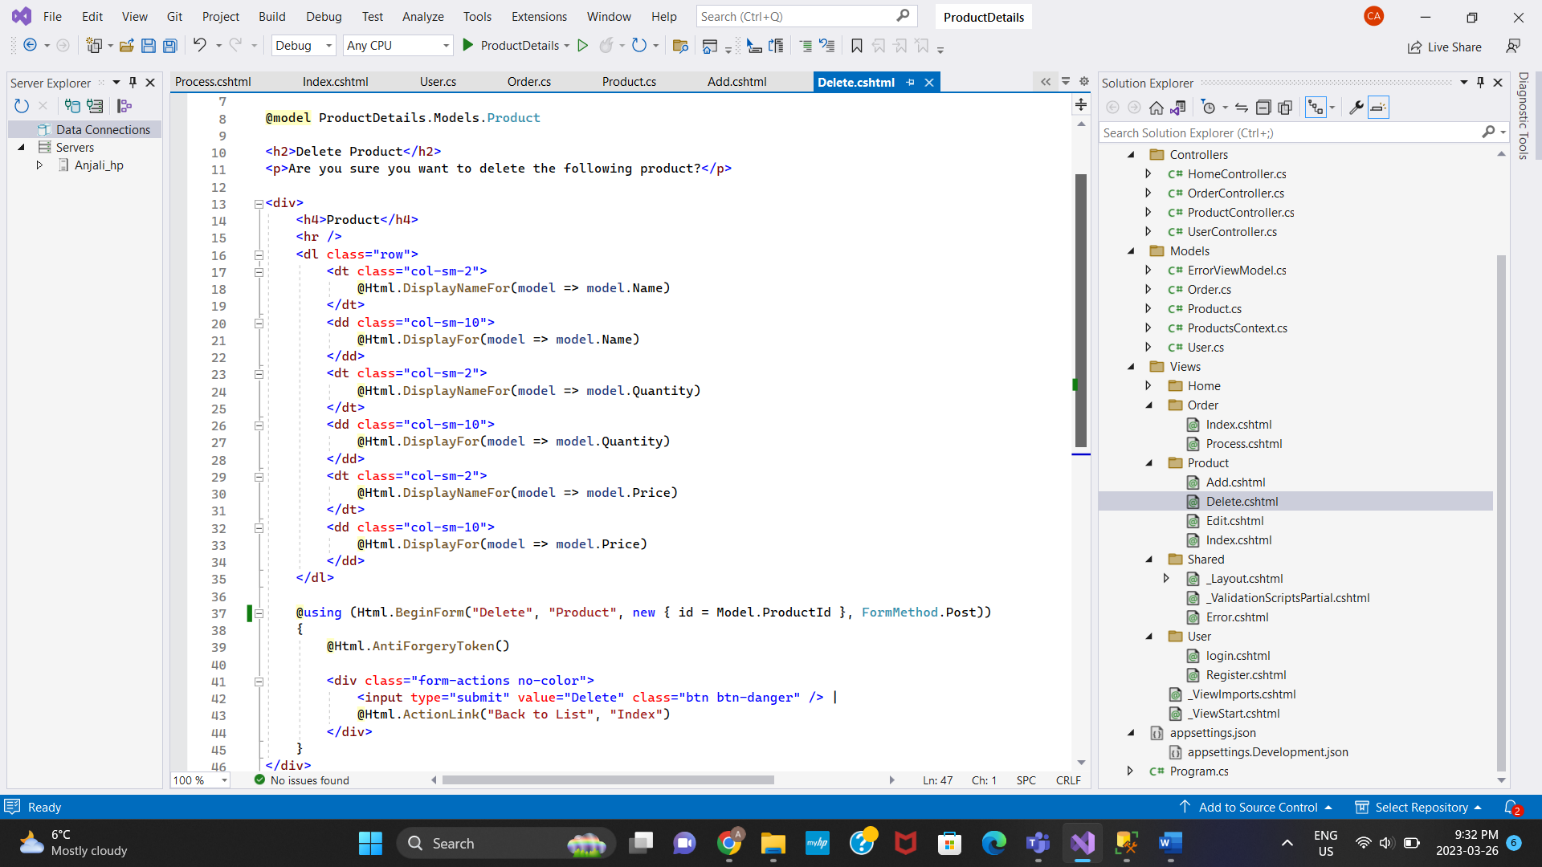 File Edit View Git Project Build Debug Test Analyze Tools Extensions Window Help Search (Ctrl+Q) ProductDetails CA
Debug Any CPU ProductDetails Live Share
Server Explorer
Data Connections
Servers
Anjali_hp
Process.cshtml Index.cshtml User.cs Order.cs Product.cs Add.cshtml Delete.cshtml
7
8 @model ProductDetails.Models.Product
9
10 <h2>Delete Product</h2>
11 <p>Are you sure you want to delete the following product?</p>
12
13 <div>
14 <h4>Product</h4>
15 <hr />
16 <dl class="row">
17 <dt class="col-sm-2">
18 @Html.DisplayNameFor(model => model.Name)
19 </dt>
20 <dd class="col-sm-10">
21 @Html.DisplayFor(model => model.Name)
22 </dd>
23 <dt class="col-sm-2">
24 @Html.DisplayNameFor(model => model.Quantity)
25 </dt>
26 <dd class="col-sm-10">
27 @Html.DisplayFor(model => model.Quantity)
28 </dd>
29 <dt class="col-sm-2">
30 @Html.DisplayNameFor(model => model.Price)
31 </dt>
32 <dd class="col-sm-10">
33 @Html.DisplayFor(model => model.Price)
34 </dd>
35 </dl>
36
37 @using (Html.BeginForm("Delete", "Product", new { id = Model.ProductId }, FormMethod.Post))
38 {
39 @Html.AntiForgeryToken()
40
41 <div class="form-actions no-color">
42 <input type="submit" value="Delete" class="btn btn-danger" /> |
43 @Html.ActionLink("Back to List", "Index")
44 </div>
45 }
46 </div>
100 % No issues found Ln: 47 Ch: 1 SPC CRLF
Solution Explorer
Search Solution Explorer (Ctrl+;)
Controllers
C# HomeController.cs
C# OrderController.cs
C# ProductController.cs
C# UserController.cs
Models
C# ErrorViewModel.cs
C# Order.cs
C# Product.cs
C# ProductsContext.cs
C# User.cs
Views
Home
Order
Index.cshtml
Process.cshtml
Product
Add.cshtml
Delete.cshtml
Edit.cshtml
Index.cshtml
Shared
_Layout.cshtml
_ValidationScriptsPartial.cshtml
Error.cshtml
User
login.cshtml
Register.cshtml
_ViewImports.cshtml
_ViewStart.cshtml
appsettings.json
appsettings.Development.json
C# Program.cs
Diagnostic Tools
Ready Add to Source Control Select Repository 2
6°C
Mostly cloudy
Search
A
myhp
ENG
US
9:32 PM
2023-03-26
6